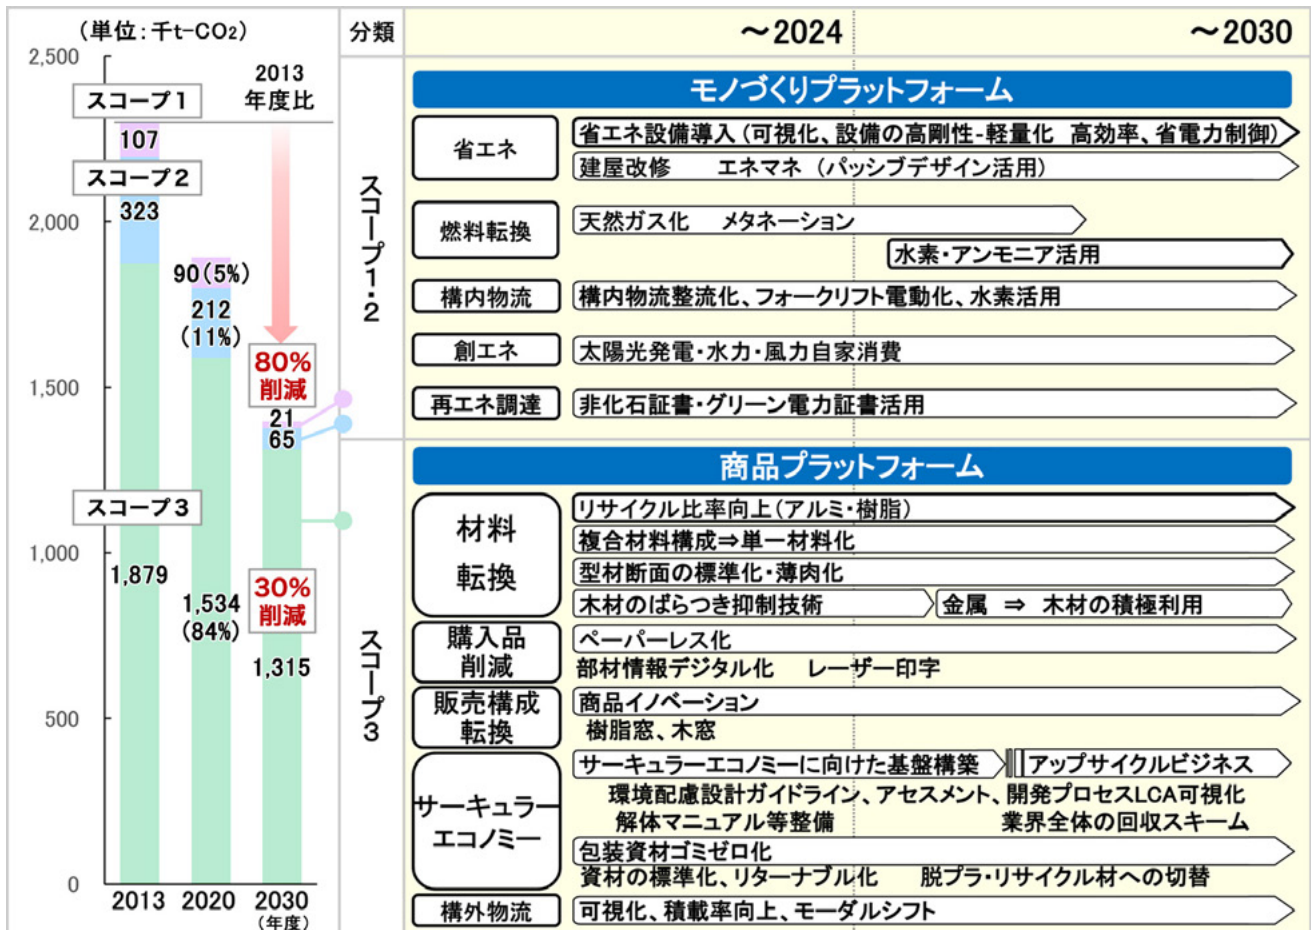 (単位:千t-CO₂)
2,500
2,000
1,500
1,000
500
0
スコープ1
107
スコープ2
323
スコープ3
1,879
2013
90(5%)
212
(11%)
1,534
(84%)
2020
2013
年度比
80%
削減
21
65
30%
削減
1,315
2030
(年度)
分類
~2024
~2030
スコープ1・2
モノづくりプラットフォーム
省エネ
省エネ設備導入(可視化、設備の高剛性-軽量化 高効率、省電力制御)
建屋改修 エネマネ (パッシブデザイン活用)
燃料転換
天然ガス化 メタネーション
水素・アンモニア活用
構内物流
構内物流整流化、フォークリフト電動化、水素活用
創エネ
太陽光発電・水力・風力自家消費
再エネ調達
非化石証書・グリーン電力証書活用
スコープ3
商品プラットフォーム
材料
転換
リサイクル比率向上(アルミ・樹脂)
複合材料構成⇒単一材料化
型材断面の標準化・薄肉化
木材のばらつき抑制技術
金属 ⇒ 木材の積極利用
購入品
削減
ペーパーレス化
部材情報デジタル化 レーザー印字
販売構成
転換
商品イノベーション
樹脂窓、木窓
サーキュラー
エコノミー
サーキュラーエコノミーに向けた基盤構築
アップサイクルビジネス
環境配慮設計ガイドライン、アセスメント、開発プロセスLCA可視化
解体マニュアル等整備 業界全体の回収スキーム
包装資材ゴミゼロ化
資材の標準化、リターナブル化 脱プラ・リサイクル材への切替
構外物流
可視化、積載率向上、モーダルシフト